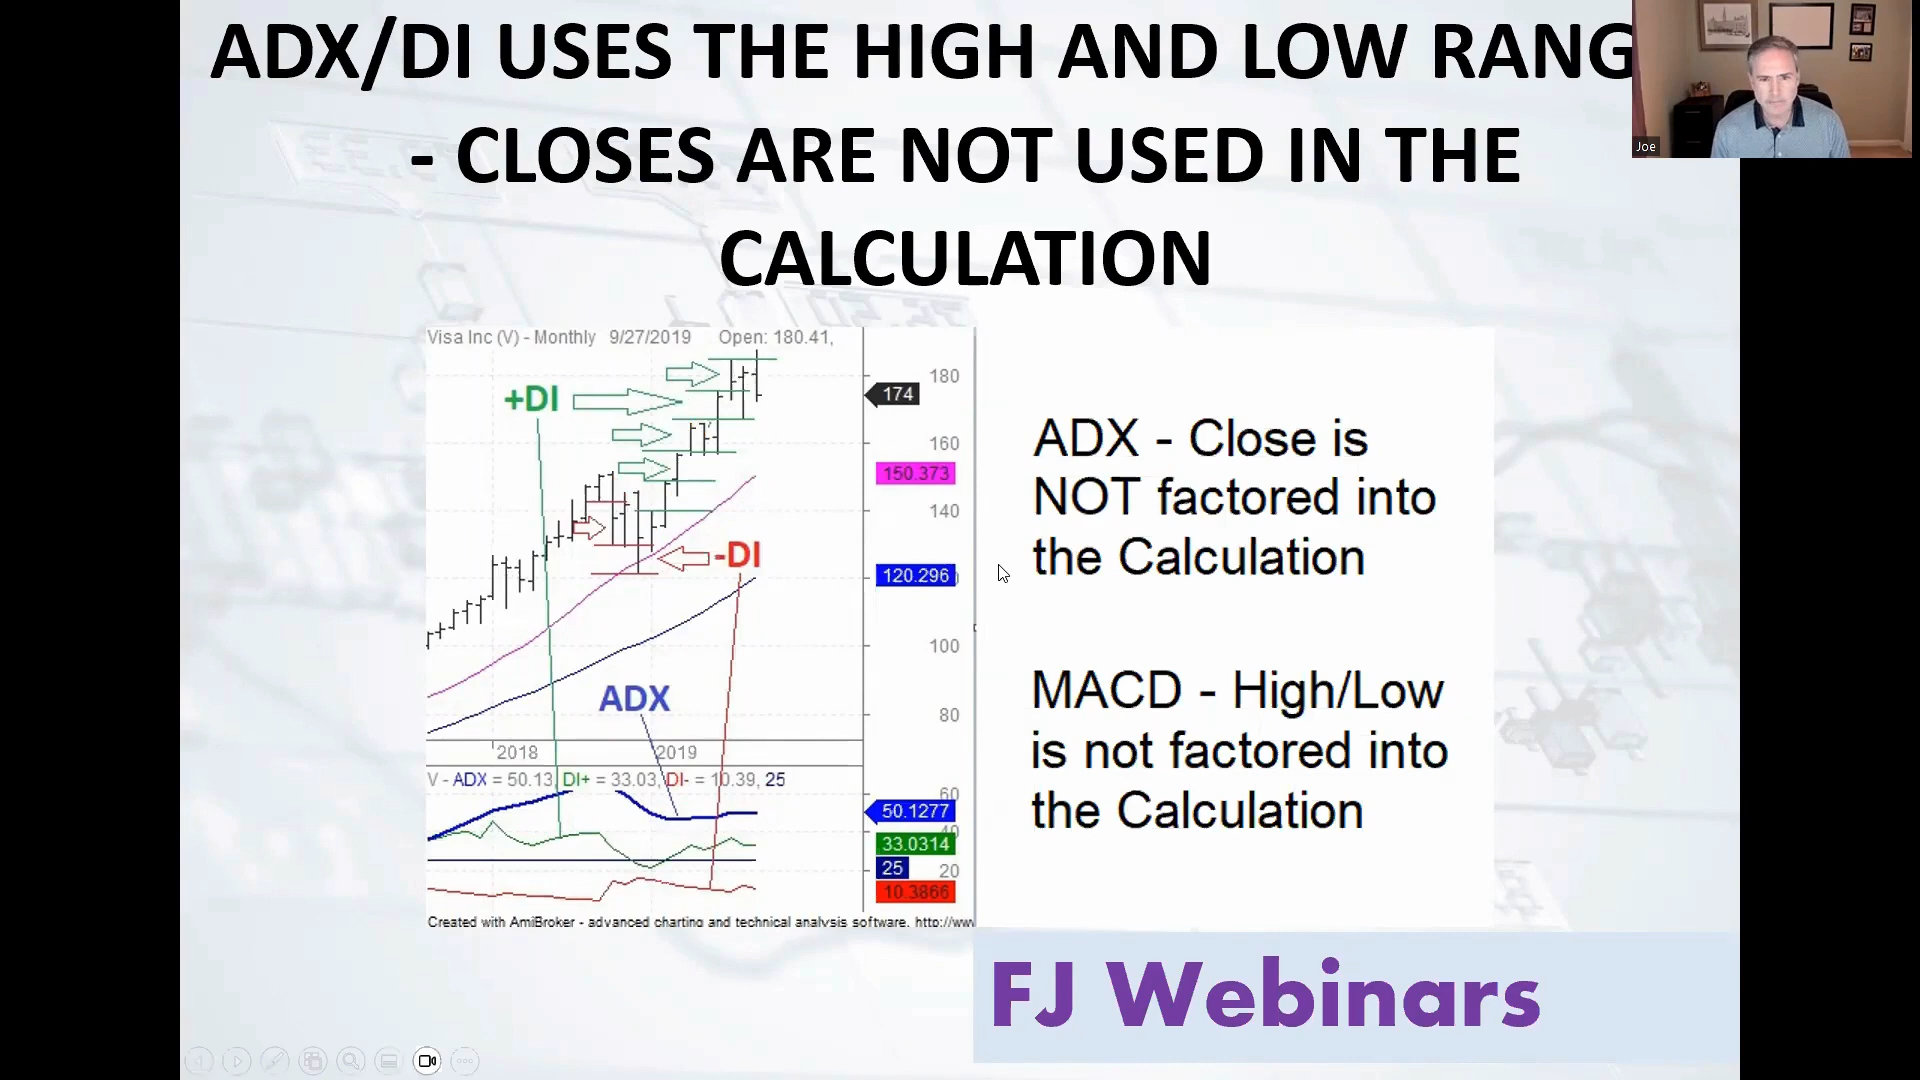 ADX/DI USES THE HIGH AND LOW RANG
- CLOSES ARE NOT USED IN THE
CALCULATION
Joe
Visa Inc (V) - Monthly 9/27/2019 Open: 180.41,
+DI
-DI
ADX
180
174
160
150.373
140
120.296
100
80
2018 2019
V - ADX = 50.13, DI+ = 33.03, DI- = 10.39, 25
60
50.1277
40
33.0314
25 20
10.3866
Created with AmiBroker - advanced charting and technical analysis software. http://www
ADX - Close is
NOT factored into
the Calculation
MACD - High/Low
is not factored into
the Calculation
FJ Webinars